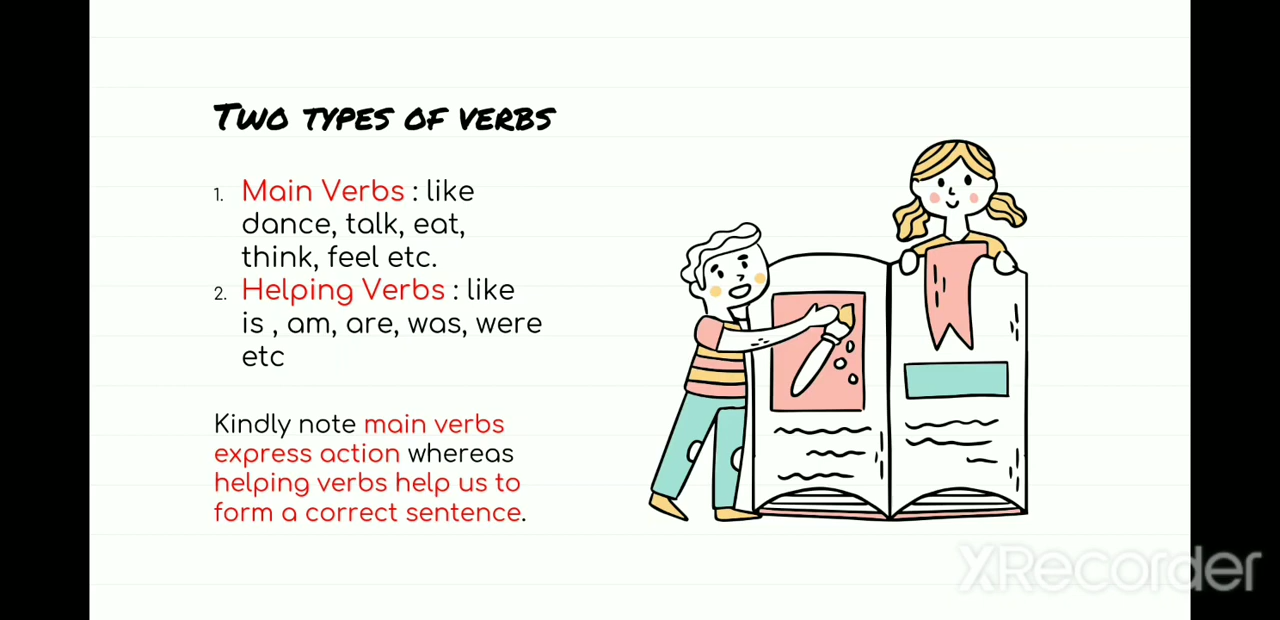 Two types of verbs
1. Main Verbs : like
dance, talk, eat,
think, feel etc.
2. Helping Verbs : like
is , am, are, was, were
etc
Kindly note main verbs
express action whereas
helping verbs help us to
form a correct sentence.
XRecorder